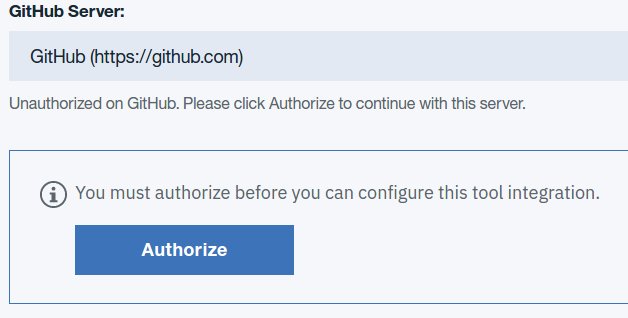 GitHub Server:
GitHub (https://github.com)
Unauthorized on GitHub. Please click Authorize to continue with this server.
You must authorize before you can configure this tool integration.
Authorize